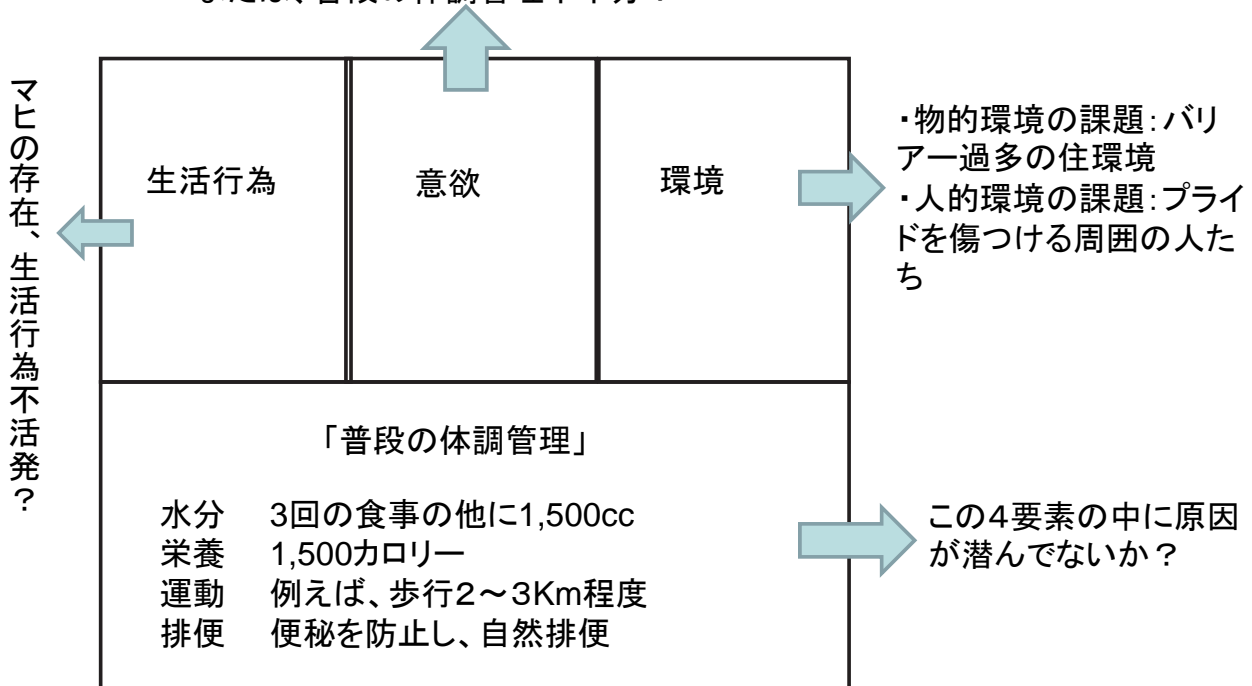 マヒの存在、生活行為不活発?
生活行為
意欲
環境
・物的環境の課題:バリ
アー過多の住環境
・人的環境の課題:プライ
ドを傷つける周囲の人た
ち
「普段の体調管理」
水分 3回の食事の他に1,500cc
栄養 1,500カロリー
運動 例えば、歩行2~3Km程度
排便 便秘を防止し、自然排便
この4要素の中に原因
が潜んでないか?